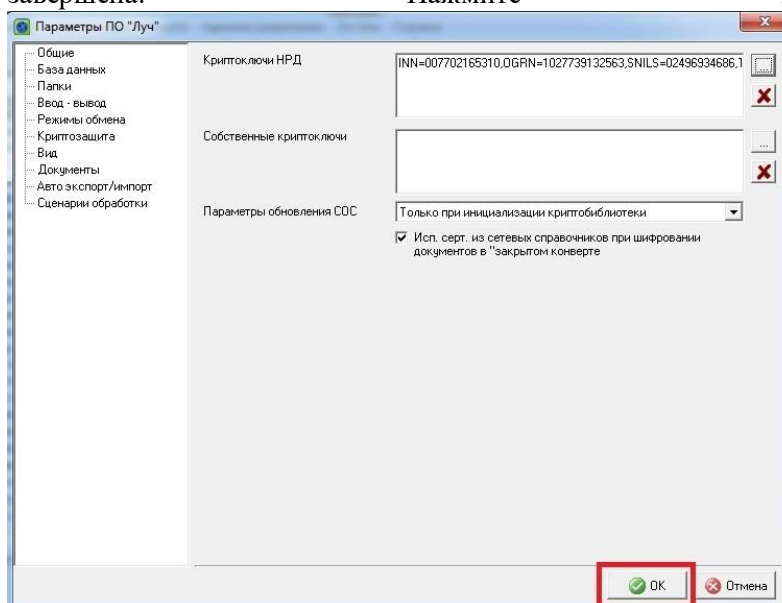 завершена. Нажмите
Параметры ПО "Луч"
Общие
База данных
Папки
Ввод - вывод
Режимы обмена
Криптозащита
Вид
Документы
Авто экспорт/импорт
Сценарии обработки
Криптоключи НРД
INN=007702165310,OGRN=1027739132563,SNILS=02496934686,
...
Собственные криптоключи
...
Параметры обновления СОС
Только при инициализации криптобиблиотеки
Исп. серт. из сетевых справочников при шифровании
документов в "закрытом конверте
OK
Отмена